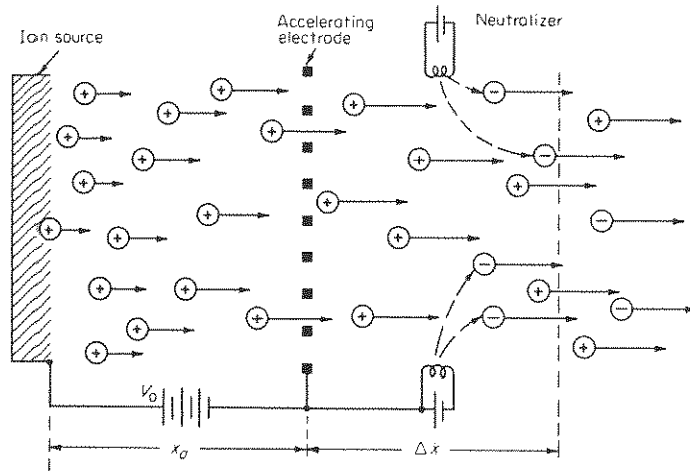 Ion source
Accelerating
electrode
Neutralizer
V₀
xₐ
Δx